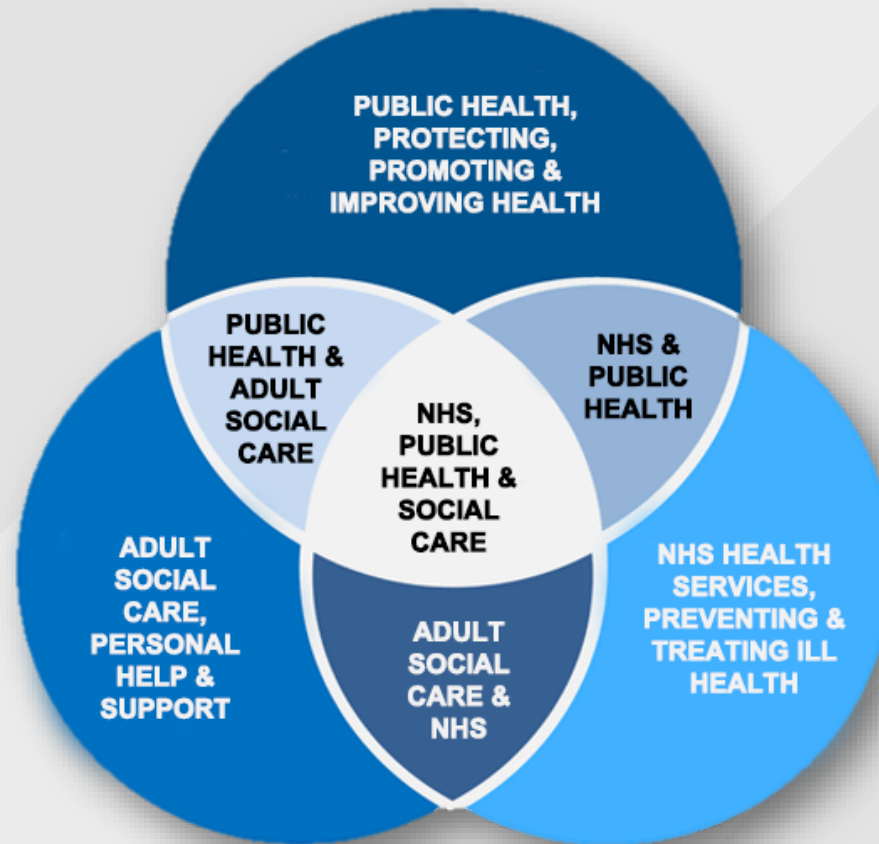 PUBLIC HEALTH,
PROTECTING,
PROMOTING &
IMPROVING HEALTH
PUBLIC
HEALTH &
ADULT
SOCIAL
CARE
NHS &
PUBLIC
HEALTH
NHS,
PUBLIC
HEALTH &
SOCIAL
CARE
ADULT
SOCIAL
CARE,
PERSONAL
HELP &
SUPPORT
ADULT
SOCIAL
CARE &
NHS
NHS HEALTH
SERVICES,
PREVENTING &
TREATING ILL
HEALTH